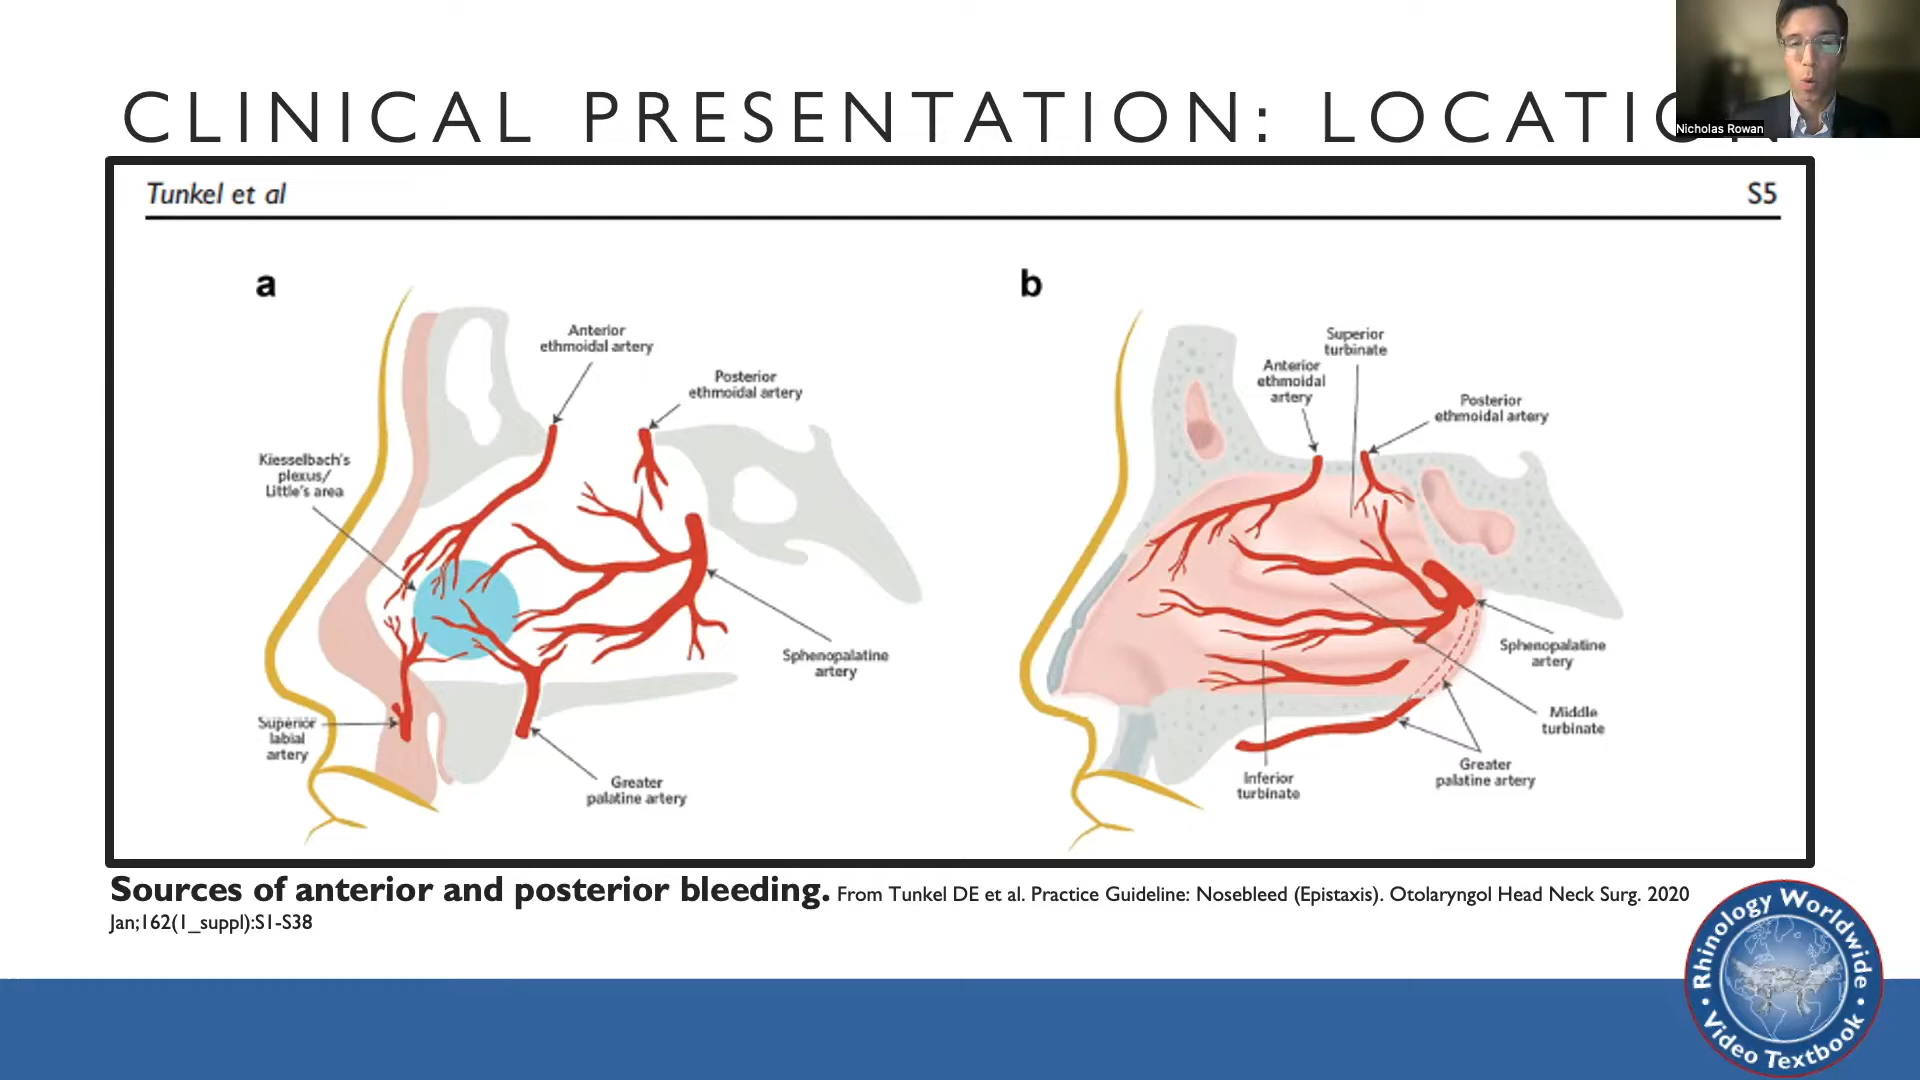 CLINICAL PRESENTATION: LOCATION
Nicholas Rowan
Tunkel et al
S5
a
Anterior
ethmoidal artery
Posterior
ethmoidal artery
Kiesselbach's
plexus/
Little's area
Sphenopalatine
artery
Superior
labial
artery
Greater
palatine artery
b
Superior
turbinate
Anterior
ethmoidal
artery
Posterior
ethmoidal artery
Sphenopalatine
artery
Middle
turbinate
Greater
palatine artery
Inferior
turbinate
Sources of anterior and posterior bleeding. From Tunkel DE et al. Practice Guideline: Nosebleed (Epistaxis). Otolaryngol Head Neck Surg. 2020
Jan;162(1_suppl):S1-S38
Rhinology Worldwide
• Video Textbook •